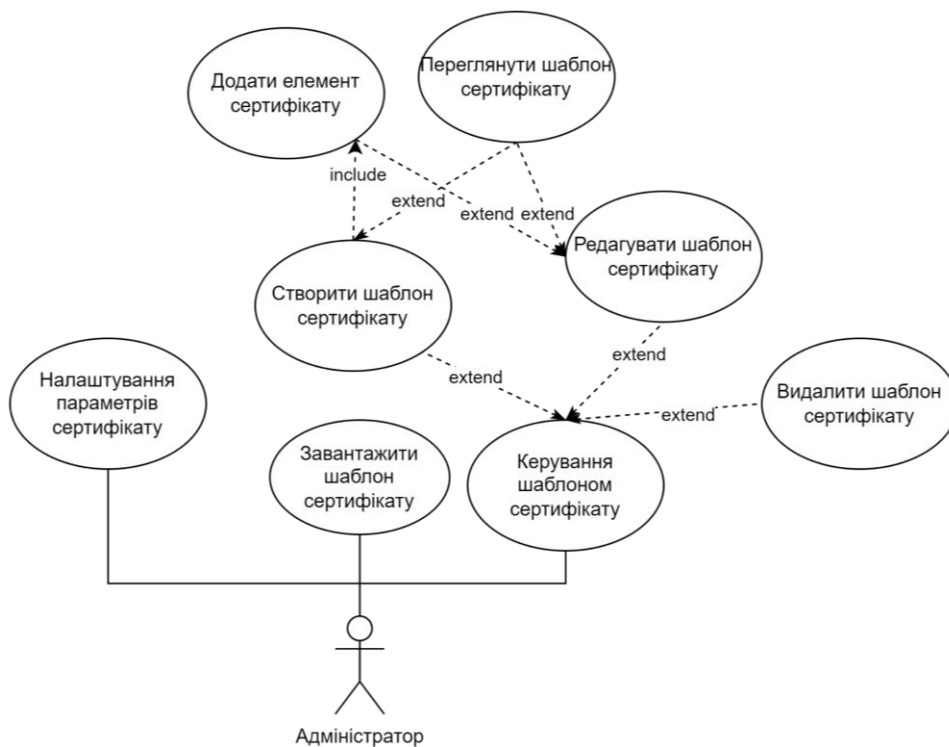 Додати елемент
сертифікату
Переглянути шаблон
сертифікату
include
extend
extend
extend
Створити шаблон
сертифікату
Редагувати шаблон
сертифікату
extend
extend
extend
Налаштування
параметрів
сертифікату
Завантажити
шаблон
сертифікату
Керування
шаблоном
сертифікату
Видалити шаблон
сертифікату
Адміністратор